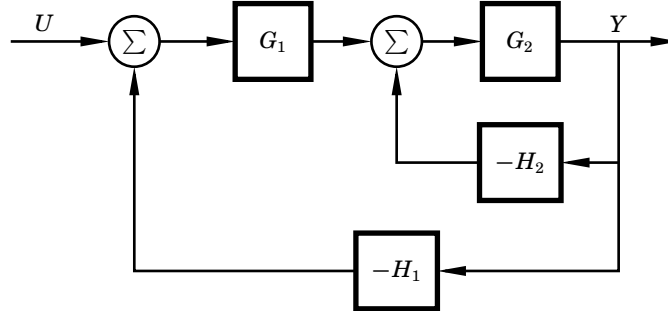 U ∑ G₁ ∑ G₂ Y
−H₂
−H₁